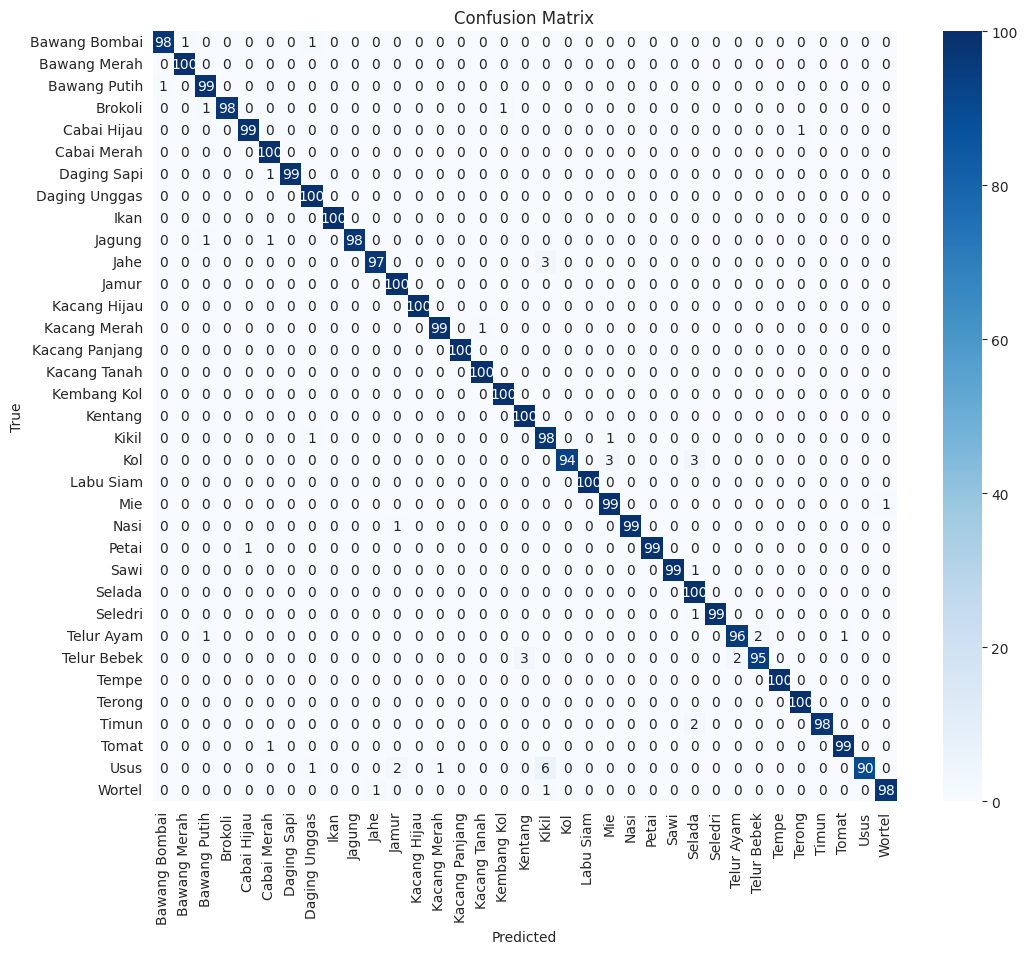 Confusion Matrix
Bawang Bombai 98 1 0 0 0 0 0 1 0 0 0 0 0 0 0 0 0 0 0 0 0 0 0 0 0 0 0 0 0 0 0 0 0 0 0
Bawang Merah 0 100 0 0 0 0 0 0 0 0 0 0 0 0 0 0 0 0 0 0 0 0 0 0 0 0 0 0 0 0 0 0 0 0 0
Bawang Putih 1 0 99 0 0 0 0 0 0 0 0 0 0 0 0 0 0 0 0 0 0 0 0 0 0 0 0 0 0 0 0 0 0 0 0
Brokoli 0 0 1 98 0 0 0 0 0 0 0 0 0 0 0 0 1 0 0 0 0 0 0 0 0 0 0 0 0 0 0 0 0 0 0
Cabai Hijau 0 0 0 0 99 0 0 0 0 0 0 0 0 0 0 0 0 0 0 0 0 0 0 0 0 0 0 0 0 0 1 0 0 0 0
Cabai Merah 0 0 0 0 0 100 0 0 0 0 0 0 0 0 0 0 0 0 0 0 0 0 0 0 0 0 0 0 0 0 0 0 0 0 0
Daging Sapi 0 0 0 0 0 1 99 0 0 0 0 0 0 0 0 0 0 0 0 0 0 0 0 0 0 0 0 0 0 0 0 0 0 0 0
Daging Unggas 0 0 0 0 0 0 0 100 0 0 0 0 0 0 0 0 0 0 0 0 0 0 0 0 0 0 0 0 0 0 0 0 0 0 0
Ikan 0 0 0 0 0 0 0 0 100 0 0 0 0 0 0 0 0 0 0 0 0 0 0 0 0 0 0 0 0 0 0 0 0 0 0
Jagung 0 0 1 0 0 1 0 0 0 98 0 0 0 0 0 0 0 0 0 0 0 0 0 0 0 0 0 0 0 0 0 0 0 0 0
Jahe 0 0 0 0 0 0 0 0 0 0 97 0 0 0 0 0 0 0 3 0 0 0 0 0 0 0 0 0 0 0 0 0 0 0 0
Jamur 0 0 0 0 0 0 0 0 0 0 0 100 0 0 0 0 0 0 0 0 0 0 0 0 0 0 0 0 0 0 0 0 0 0 0
Kacang Hijau 0 0 0 0 0 0 0 0 0 0 0 0 100 0 0 0 0 0 0 0 0 0 0 0 0 0 0 0 0 0 0 0 0 0 0
Kacang Merah 0 0 0 0 0 0 0 0 0 0 0 0 0 99 0 1 0 0 0 0 0 0 0 0 0 0 0 0 0 0 0 0 0 0 0
Kacang Panjang 0 0 0 0 0 0 0 0 0 0 0 0 0 0 100 0 0 0 0 0 0 0 0 0 0 0 0 0 0 0 0 0 0 0 0
Kacang Tanah 0 0 0 0 0 0 0 0 0 0 0 0 0 0 0 100 0 0 0 0 0 0 0 0 0 0 0 0 0 0 0 0 0 0 0
Kembang Kol 0 0 0 0 0 0 0 0 0 0 0 0 0 0 0 0 100 0 0 0 0 0 0 0 0 0 0 0 0 0 0 0 0 0 0
Kentang 0 0 0 0 0 0 0 0 0 0 0 0 0 0 0 0 0 100 0 0 0 0 0 0 0 0 0 0 0 0 0 0 0 0 0
Kikil 0 0 0 0 0 0 0 1 0 0 0 0 0 0 0 0 0 0 98 0 0 1 0 0 0 0 0 0 0 0 0 0 0 0 0
Kol 0 0 0 0 0 0 0 0 0 0 0 0 0 0 0 0 0 0 0 94 0 3 0 0 0 3 0 0 0 0 0 0 0 0 0
Labu Siam 0 0 0 0 0 0 0 0 0 0 0 0 0 0 0 0 0 0 0 0 100 0 0 0 0 0 0 0 0 0 0 0 0 0 0
Mie 0 0 0 0 0 0 0 0 0 0 0 0 0 0 0 0 0 0 0 0 0 99 0 0 0 0 0 0 0 0 0 0 0 0 1
Nasi 0 0 0 0 0 0 0 0 0 0 0 1 0 0 0 0 0 0 0 0 0 0 99 0 0 0 0 0 0 0 0 0 0 0 0
Petai 0 0 0 0 1 0 0 0 0 0 0 0 0 0 0 0 0 0 0 0 0 0 0 99 0 0 0 0 0 0 0 0 0 0 0
Sawi 0 0 0 0 0 0 0 0 0 0 0 0 0 0 0 0 0 0 0 0 0 0 0 0 99 1 0 0 0 0 0 0 0 0 0
Selada 0 0 0 0 0 0 0 0 0 0 0 0 0 0 0 0 0 0 0 0 0 0 0 0 0 100 0 0 0 0 0 0 0 0 0
Seledri 0 0 0 0 0 0 0 0 0 0 0 0 0 0 0 0 0 0 0 0 0 0 0 0 0 1 99 0 0 0 0 0 0 0 0
Telur Ayam 0 0 1 0 0 0 0 0 0 0 0 0 0 0 0 0 0 0 0 0 0 0 0 0 0 0 0 96 2 0 0 0 1 0 0
Telur Bebek 0 0 0 0 0 0 0 0 0 0 0 0 0 0 0 0 0 3 0 0 0 0 0 0 0 0 0 2 95 0 0 0 0 0 0
Tempe 0 0 0 0 0 0 0 0 0 0 0 0 0 0 0 0 0 0 0 0 0 0 0 0 0 0 0 0 0 100 0 0 0 0 0
Terong 0 0 0 0 0 0 0 0 0 0 0 0 0 0 0 0 0 0 0 0 0 0 0 0 0 0 0 0 0 0 100 0 0 0 0
Timun 0 0 0 0 0 0 0 0 0 0 0 0 0 0 0 0 0 0 0 0 0 0 0 0 0 2 0 0 0 0 0 98 0 0 0
Tomat 0 0 0 0 0 1 0 0 0 0 0 0 0 0 0 0 0 0 0 0 0 0 0 0 0 0 0 0 0 0 0 0 99 0 0
Usus 0 0 0 0 0 0 0 1 0 0 0 2 0 1 0 0 0 0 6 0 0 0 0 0 0 0 0 0 0 0 0 0 0 90 0
Wortel 0 0 0 0 0 0 0 0 0 0 1 0 0 0 0 0 0 0 1 0 0 0 0 0 0 0 0 0 0 0 0 0 0 0 98
True
Bawang Bombai
Bawang Merah
Bawang Putih
Brokoli
Cabai Hijau
Cabai Merah
Daging Sapi
Daging Unggas
Ikan
Jagung
Jahe
Jamur
Kacang Hijau
Kacang Merah
Kacang Panjang
Kacang Tanah
Kembang Kol
Kentang
Kikil
Kol
Labu Siam
Mie
Nasi
Petai
Sawi
Selada
Seledri
Telur Ayam
Telur Bebek
Tempe
Terong
Timun
Tomat
Usus
Wortel
Predicted
100
80
60
40
20
0